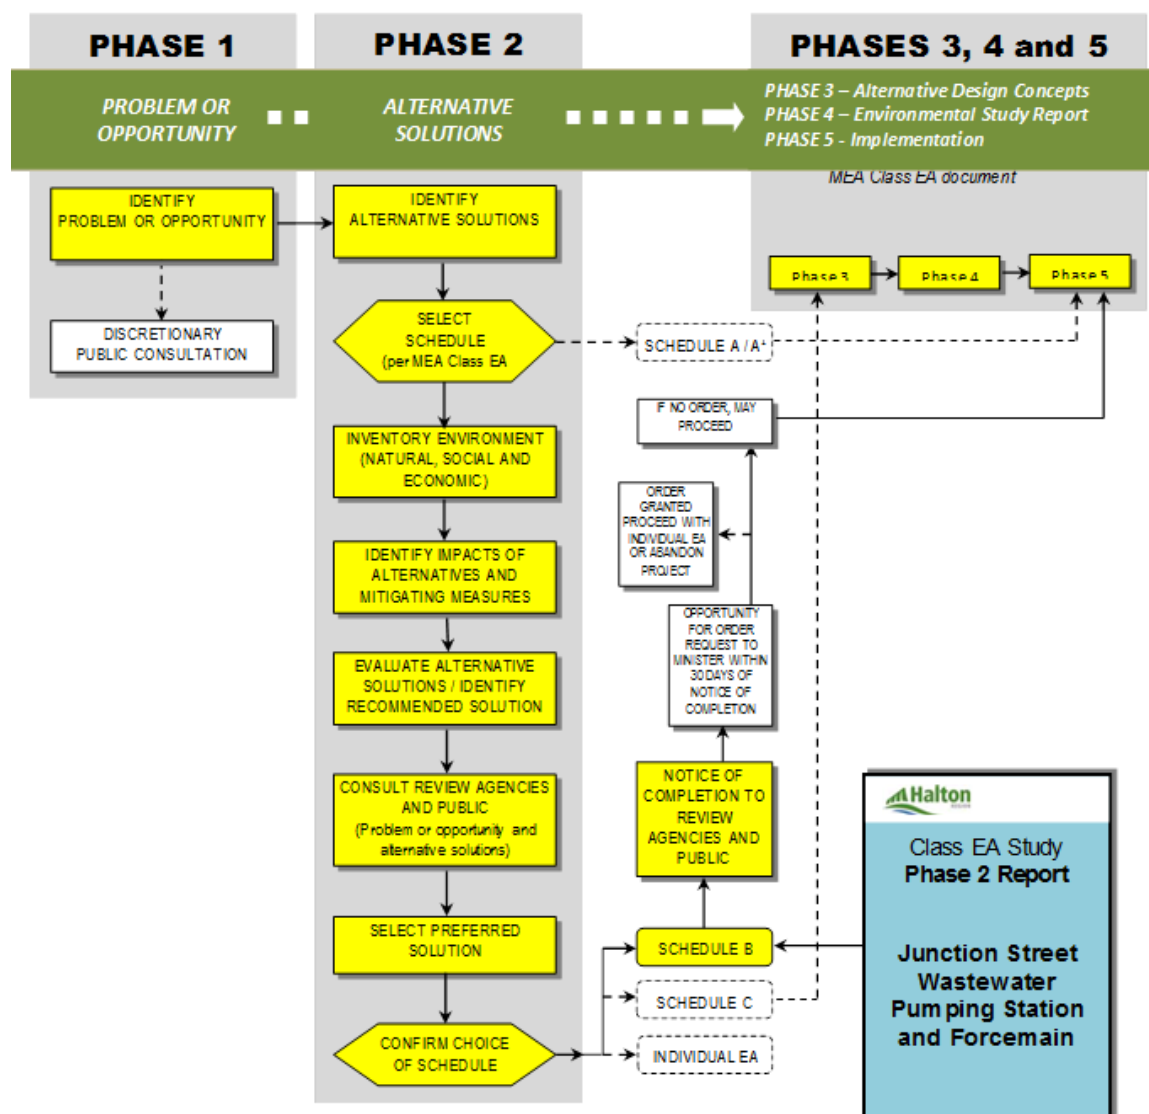 PHASE 1
PHASE 2
PHASES 3, 4 and 5
PROBLEM OR
OPPORTUNITY
ALTERNATIVE
SOLUTIONS
PHASE 3 – Alternative Design Concepts
PHASE 4 – Environmental Study Report
PHASE 5 - Implementation
MEA Class EA document
IDENTIFY
PROBLEM OR OPPORTUNITY
DISCRETIONARY
PUBLIC CONSULTATION
IDENTIFY
ALTERNATIVE SOLUTIONS
SELECT
SCHEDULE
(per MEA Class EA
INVENTORY ENVIRONMENT
(NATURAL, SOCIAL AND
ECONOMIC)
IDENTIFY IMPACTS OF
ALTERNATIVES AND
MITIGATING MEASURES
EVALUATE ALTERNATIVE
SOLUTIONS / IDENTIFY
RECOMMENDED SOLUTION
CONSULT REVIEW AGENCIES
AND PUBLIC
(Problem or opportunity and
alternative solutions)
SELECT PREFERRED
SOLUTION
CONFIRM CHOICE
OF SCHEDULE
Phase 3
Phase 4
Phase 5
SCHEDULE A / A+
IF NO ORDER, MAY
PROCEED
ORDER
GRANTED
PROCEED WITH
INDIVIDUAL EA
OR ABANDON
PROJECT
OPPORTUNITY
FOR ORDER
REQUEST TO
MINISTER WITHIN
30 DAYS OF
NOTICE OF
COMPLETION
NOTICE OF
COMPLETION TO
REVIEW
AGENCIES AND
PUBLIC
SCHEDULE B
SCHEDULE C
INDIVIDUAL EA
Halton
Class EA Study
Phase 2 Report
Junction Street
Wastewater
Pumping Station
and Forcemain